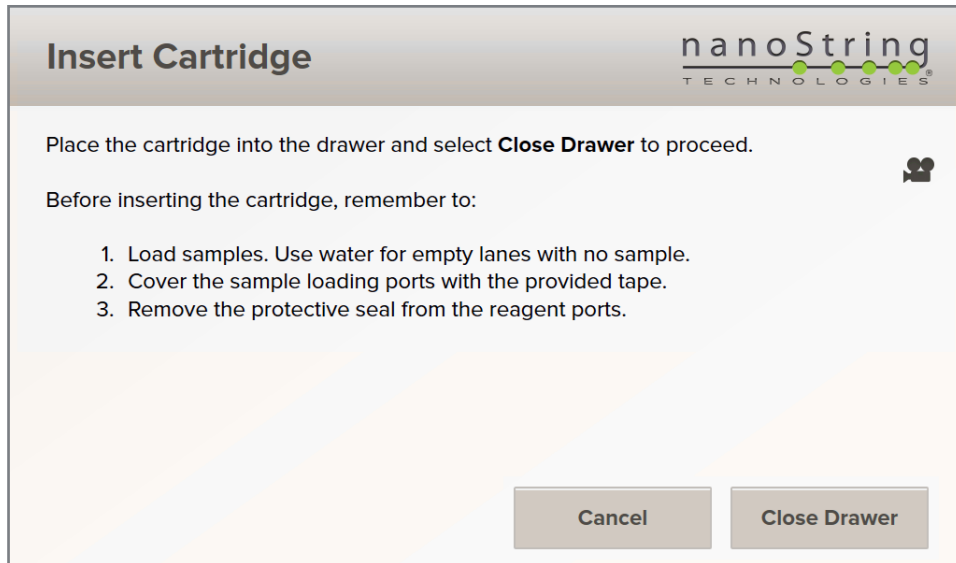 Insert Cartridge
nanoString
TECHNOLOGIES®
Place the cartridge into the drawer and select Close Drawer to proceed.
Before inserting the cartridge, remember to:
1. Load samples. Use water for empty lanes with no sample.
2. Cover the sample loading ports with the provided tape.
3. Remove the protective seal from the reagent ports.
Cancel
Close Drawer